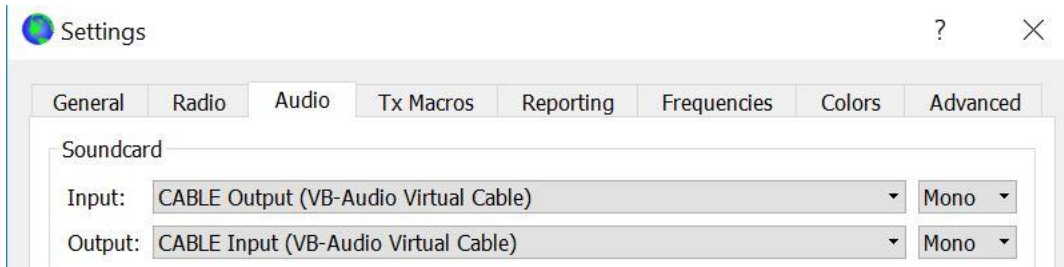 Settings ?
General Radio Audio Tx Macros Reporting Frequencies Colors Advanced
Soundcard
Input: CABLE Output (VB-Audio Virtual Cable) Mono
Output: CABLE Input (VB-Audio Virtual Cable) Mono